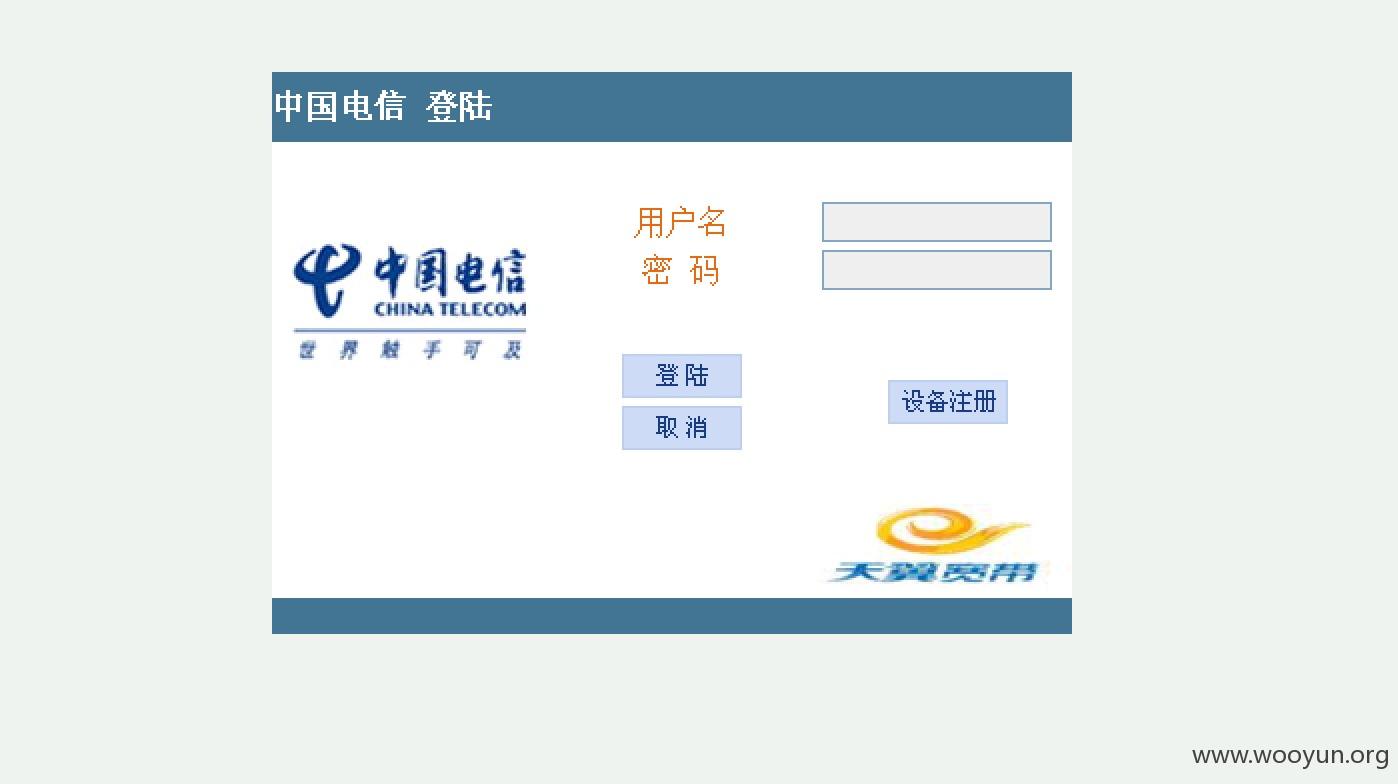 中国电信 登陆
用户名
密 码
中国电信
CHINA TELECOM
世 界 触 手 可 及
登 陆
设备注册
取 消
天翼宽带
www.wooyun.org